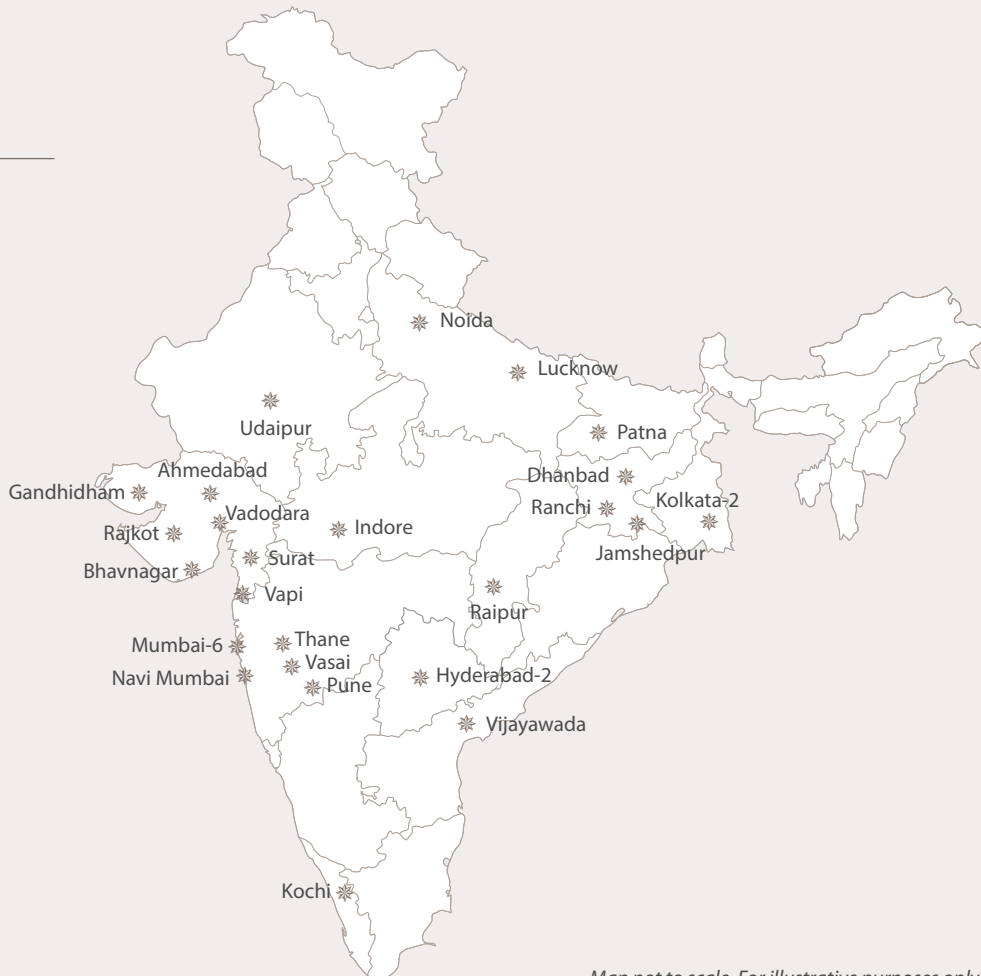 Noida
Lucknow
Udaipur
Patna
Ahmedabad
Dhanbad
Gandhidham
Kolkata-2
Ranchi
Vadodara
Rajkot
Indore
Jamshedpur
Surat
Bhavnagar
Vapi
Raipur
Thane
Mumbai-6
Vasai
Hyderabad-2
Navi Mumbai
Pune
Vijayawada
Kochi
Map not to scale. For illustrative purposes only